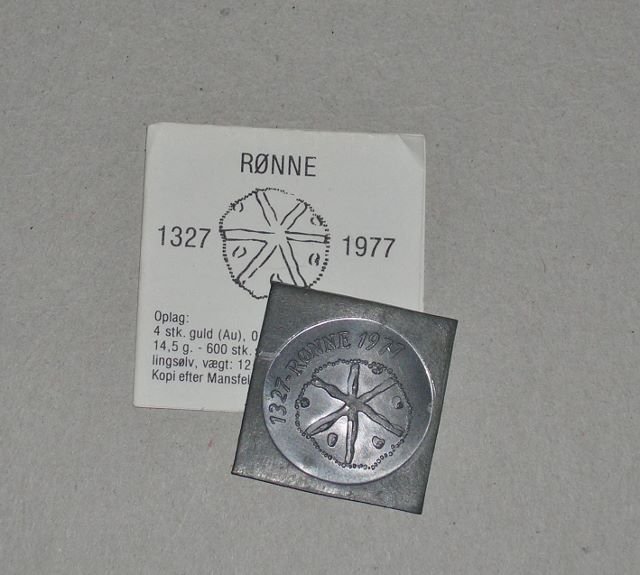 RØNNE
1327 1977
Oplag:
4 stk. guld (Au), 0
14,5 g. - 600 stk.
lingsølv, vægt: 12
Kopi efter Mansfel
1327-RØNNE 1977